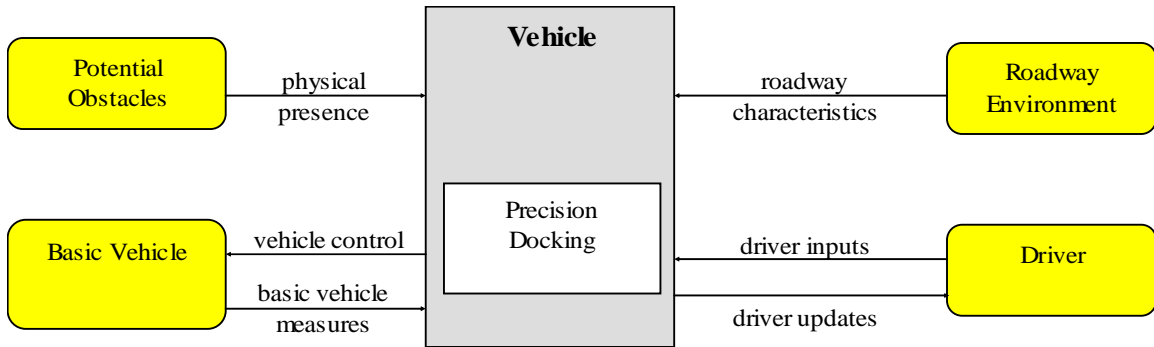 Vehicle
Potential
Obstacles
physical
presence
roadway
characteristics
Roadway
Environment
Precision
Docking
Basic Vehicle
vehicle control
basic vehicle
measures
driver inputs
driver updates
Driver